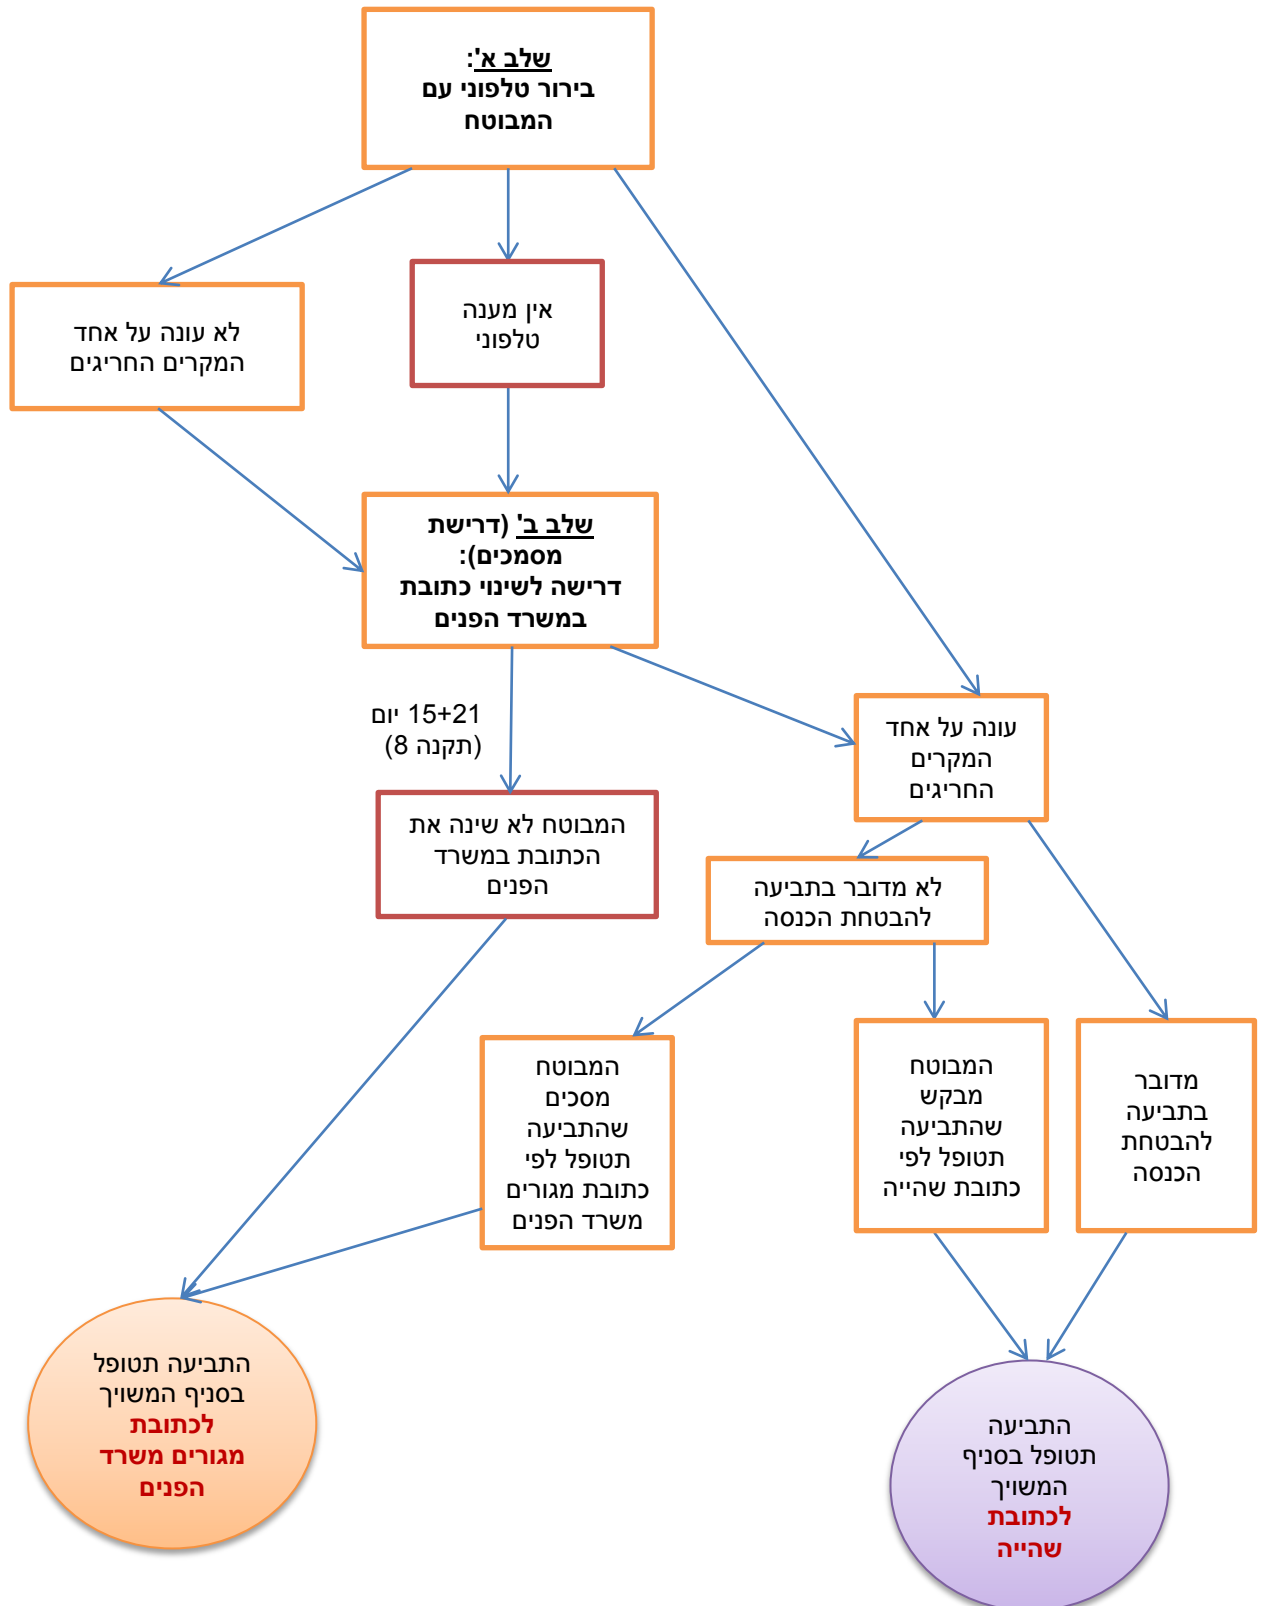 שלב א':
בירור טלפוני עם
המבוטח
אין מענה
טלפוני
לא עונה על אחד
המקרים החריגים
שלב ב' (דרישת
מסמכים):
דרישה לשינוי כתובת
במשרד הפנים
15+21 יום
(תקנה 8)
עונה על אחד
המקרים
החריגים
המבוטח לא שינה את
הכתובת במשרד
הפנים
לא מדובר בתביעה
להבטחת הכנסה
מדובר
בתביעה
להבטחת
הכנסה
המבוטח
מבקש
שהתביעה
תטופל לפי
כתובת שהייה
המבוטח
מסכים
שהתביעה
תטופל לפי
כתובת מגורים
משרד הפנים
התביעה
תטופל בסניף
המשויך
לכתובת
שהייה
התביעה תטופל
בסניף המשויך
לכתובת
מגורים משרד
הפנים